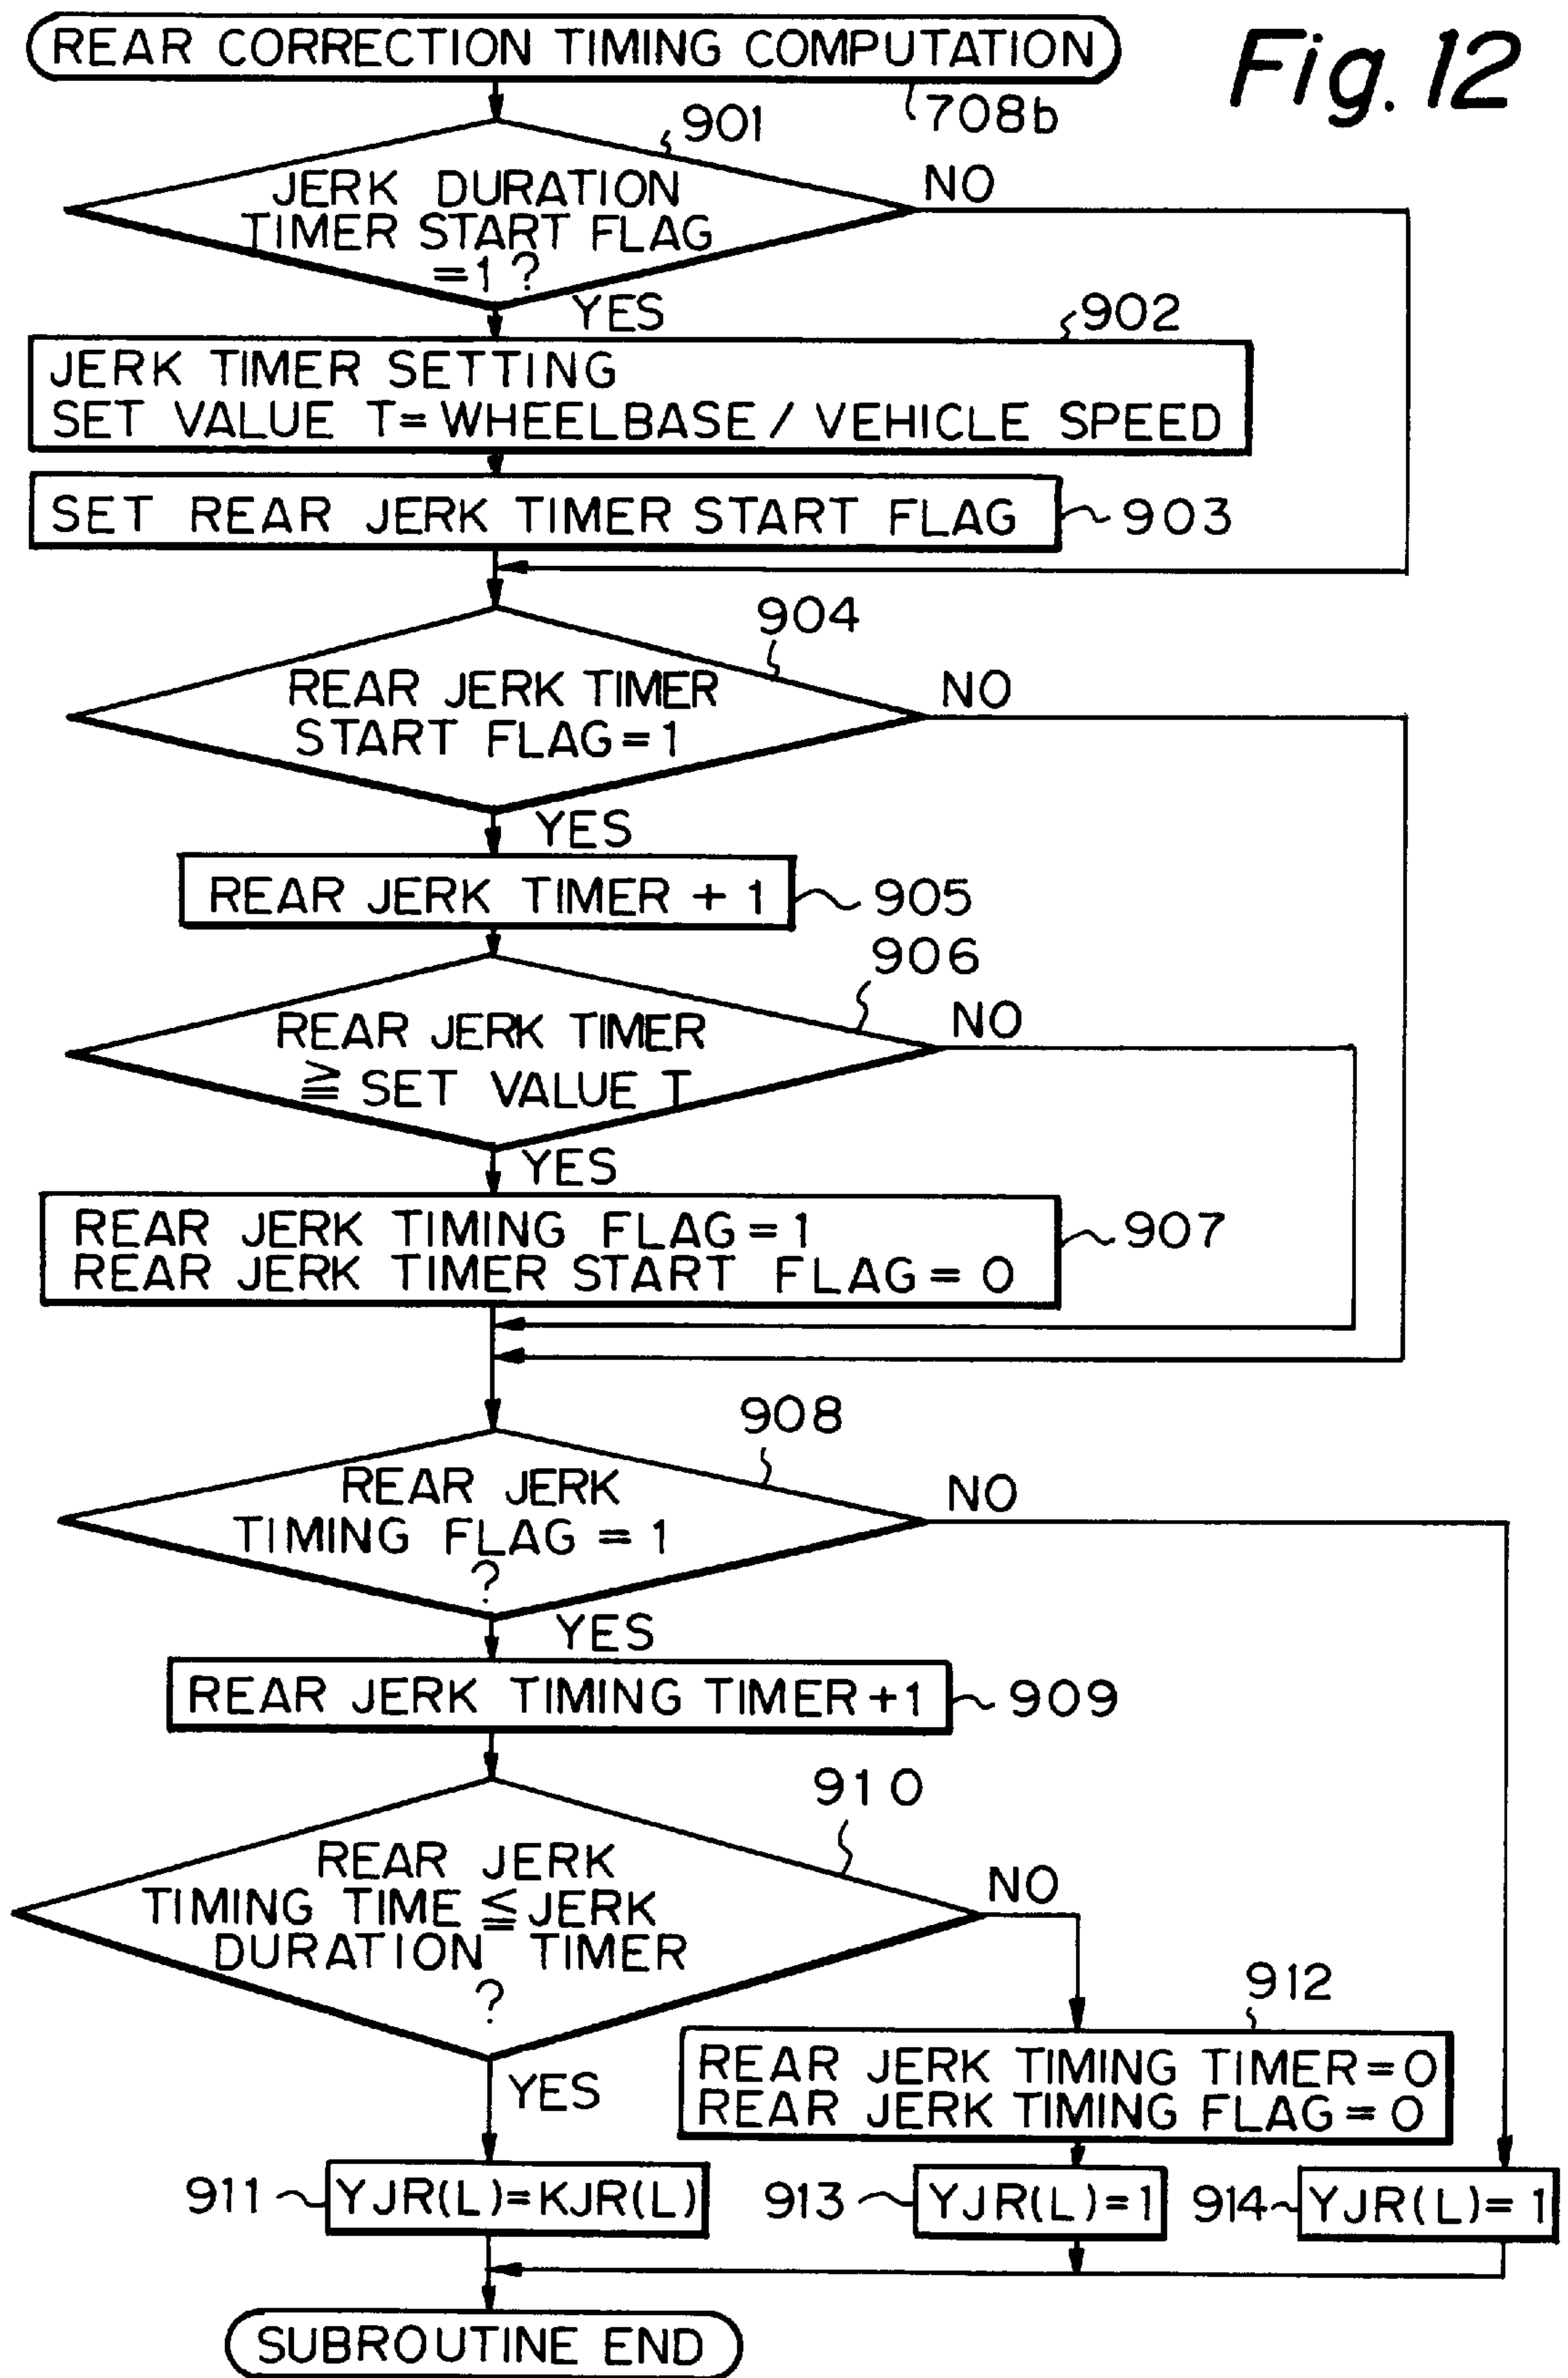 REAR CORRECTION TIMING COMPUTATION
Fig. 12
708b
901
JERK DURATION
TIMER START FLAG
=1 ?
NO
YES
902
JERK TIMER SETTING
SET VALUE T=WHEELBASE / VEHICLE SPEED
SET REAR JERK TIMER START FLAG
903
904
REAR JERK TIMER
START FLAG=1
NO
YES
REAR JERK TIMER +1
905
906
REAR JERK TIMER
≧ SET VALUE T
NO
YES
REAR JERK TIMING FLAG=1
REAR JERK TIMER START FLAG=0
907
908
REAR JERK
TIMING FLAG =1
?
NO
YES
REAR JERK TIMING TIMER+1
909
910
REAR JERK
TIMING TIME ≦ JERK
DURATION TIMER
?
NO
YES
912
REAR JERK TIMING TIMER=0
REAR JERK TIMING FLAG=0
911
YJR(L)=KJR(L)
913
YJR(L)=1
914
YJR(L)=1
SUBROUTINE END